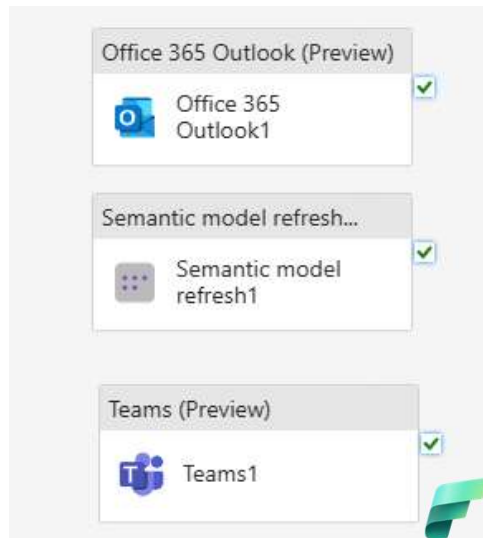 Office 365 Outlook (Preview)
Office 365
Outlook1
Semantic model refresh...
Semantic model
refresh1
Teams (Preview)
Teams1